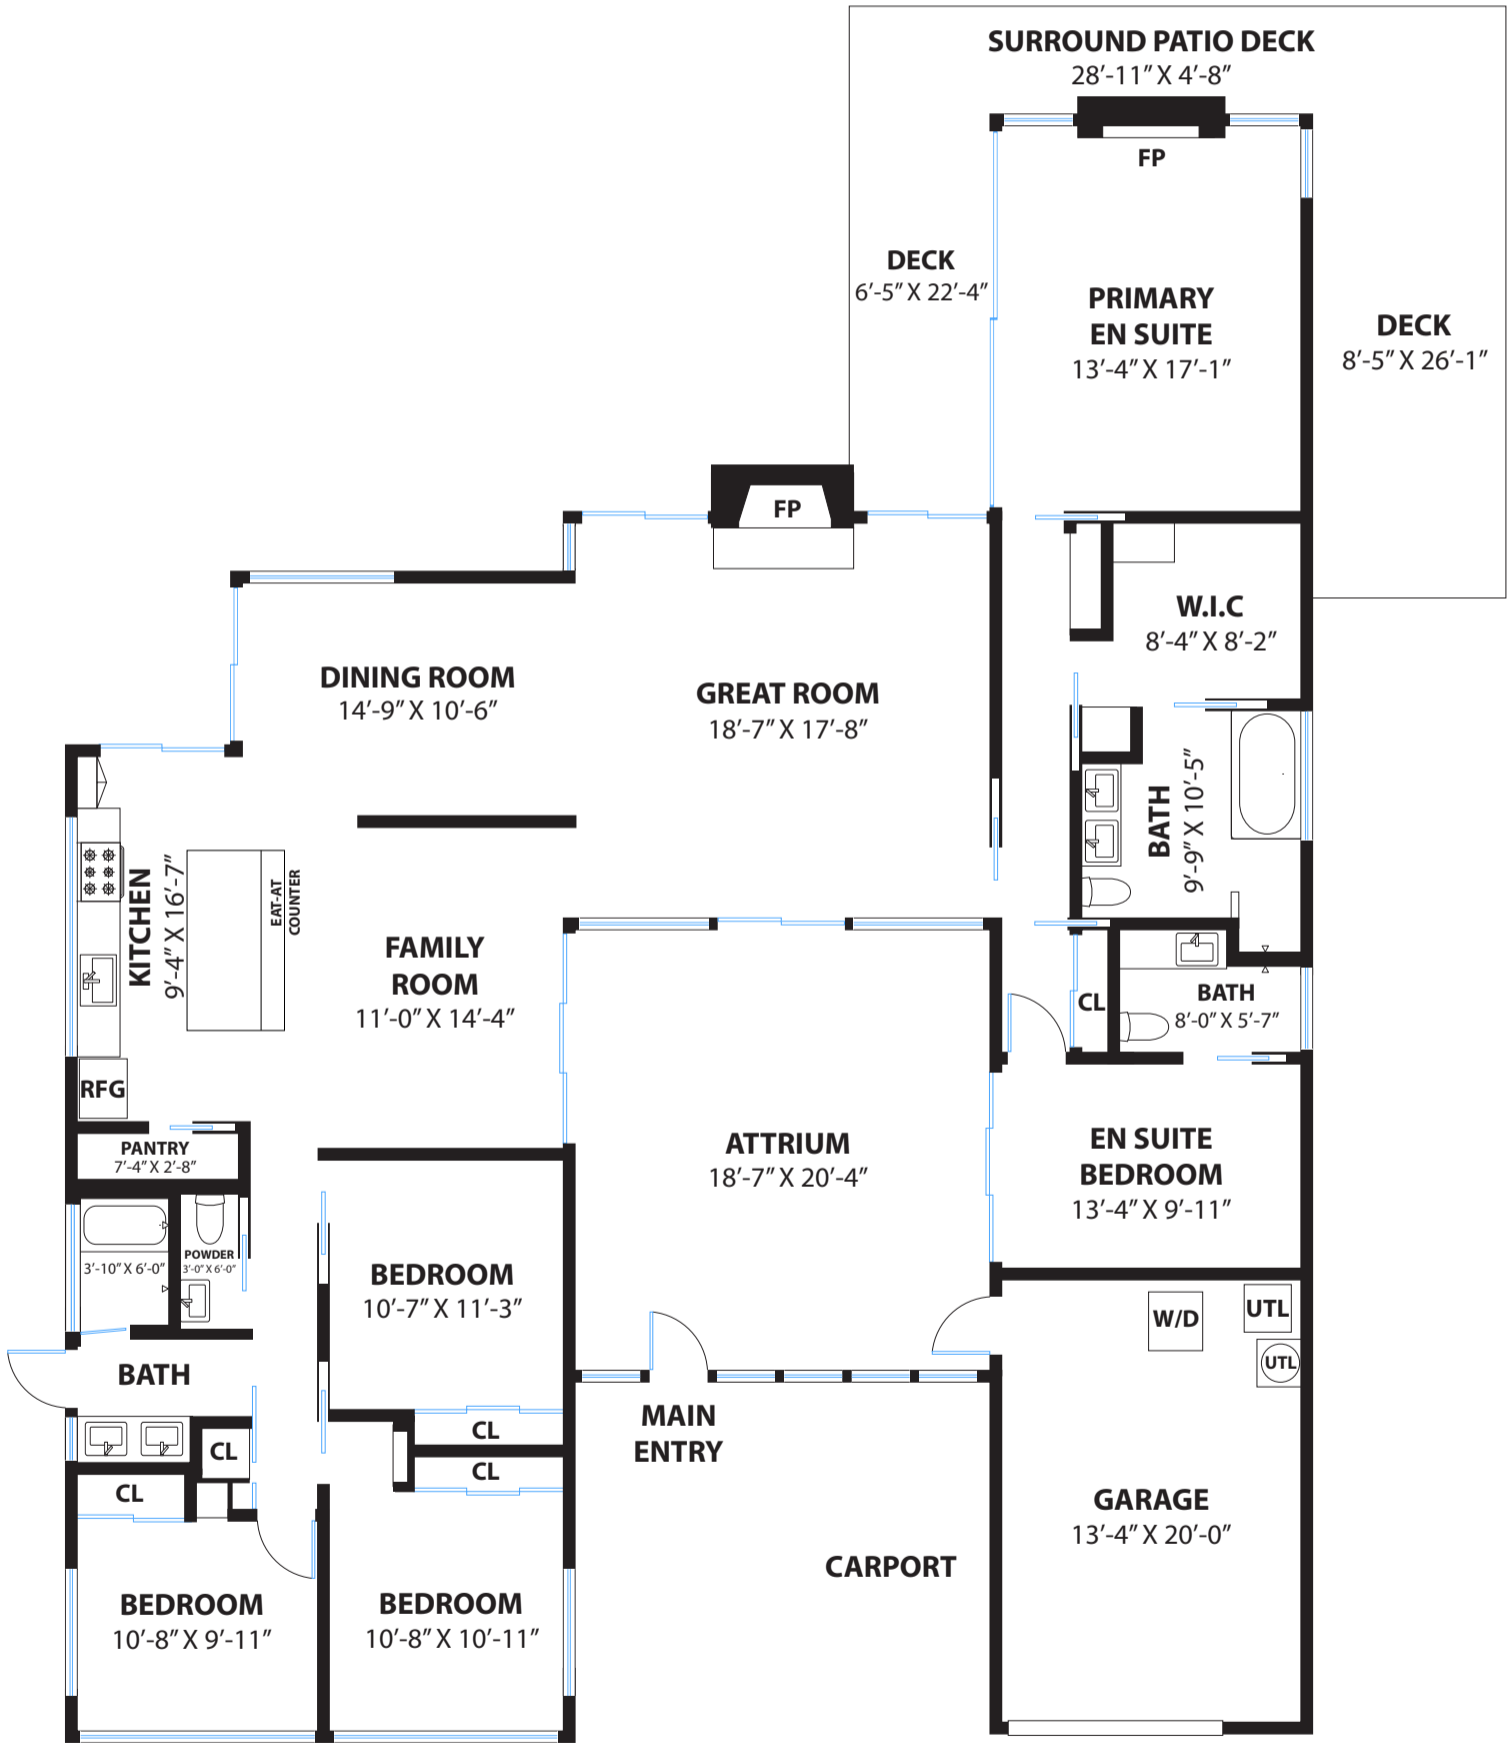 SURROUND PATIO DECK
28′-11″ X 4′-8″
FP
DECK
6′-5″ X 22′-4″
PRIMARY
EN SUITE
13′-4″ X 17′-1″
DECK
8′-5″ X 26′-1″
FP
W.I.C
8′-4″ X 8′-2″
DINING ROOM
14′-9″ X 10′-6″
GREAT ROOM
18′-7″ X 17′-8″
BATH
9′-9″ X 10′-5″
KITCHEN
9′-4″ X 16′-7″
EAT-AT
COUNTER
FAMILY
ROOM
11′-0″ X 14′-4″
CL
BATH
8′-0″ X 5′-7″
RFG
PANTRY
7′-4″ X 2′-8″
ATTRIUM
18′-7″ X 20′-4″
EN SUITE
BEDROOM
13′-4″ X 9′-11″
3′-10″ X 6′-0″
POWDER
3′-0″ X 6′-0″
BEDROOM
10′-7″ X 11′-3″
W/D
UTL
UTL
BATH
MAIN
ENTRY
CL
CL
CL
CL
GARAGE
13′-4″ X 20′-0″
CARPORT
BEDROOM
10′-8″ X 9′-11″
BEDROOM
10′-8″ X 10′-11″